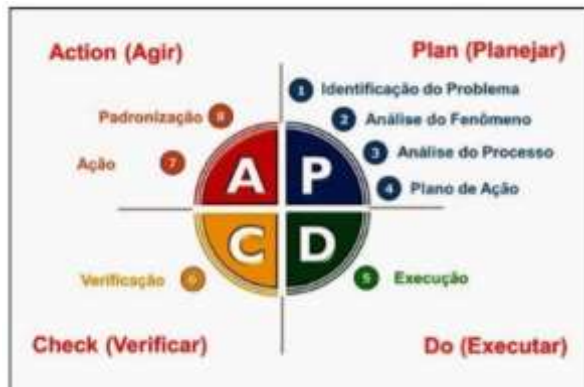 Action (Agir)
Plan (Planejar)
1 Identificação do Problema
2 Análise do Fenômeno
3 Análise do Processo
4 Plano de Ação
Padronização 8
Ação 7
A P
C D
Verificação 6
5 Execução
Check (Verificar)
Do (Executar)